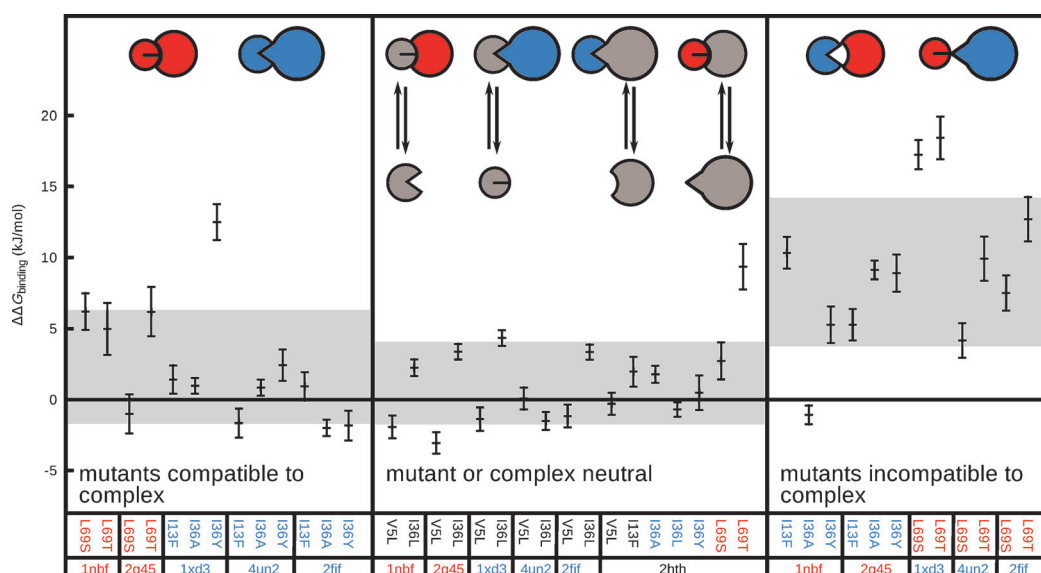 20
15
10
5
0
-5
ΔΔGbinding (kJ/mol)
mutants compatible to
complex
mutant or complex neutral
mutants incompatible to
complex
L69S L69T L69S L69T I13F I36A I36Y I13F I36A I36Y I13F I36A I36Y V5L I36L V5L I36L V5L I36L V5L I36L V5L I36L V5L I13F I36A I36L I36Y L69S L69T I13F I36A I36Y I13F I36A I36Y L69S L69T L69S L69T L69S L69T
1nbf 2g45 1xd3 4un2 2fif 1nbf 2g45 1xd3 4un2 2fif 2hth 1nbf 2g45 1xd3 4un2 2fif